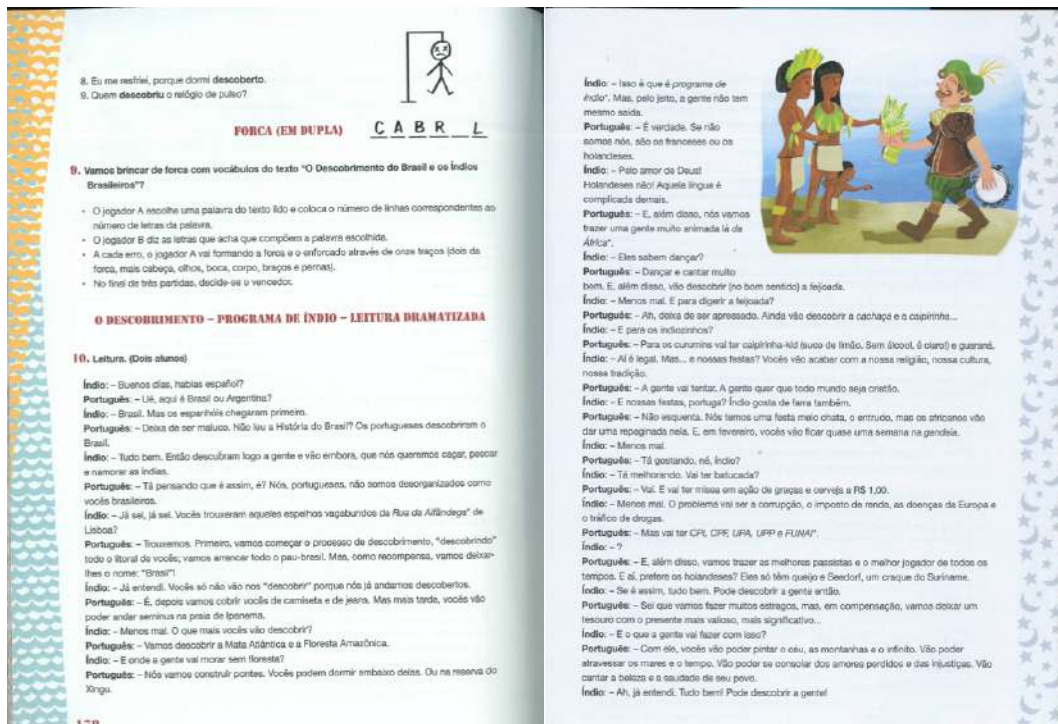 8. Eu me resfriei, porque dormi descoberto.
9. Quem descobriu o relógio de pulso?
FORCA (EM DUPLA)
C A B R _ L
9. Vamos brincar de forca com vocábulos do texto "O Descobrimento do Brasil e os Índios
Brasileiros"?
• O jogador A escolhe uma palavra do texto lido e coloca o número de linhas correspondentes ao
número de letras da palavra.
• O jogador B diz as letras que acha que compõem a palavra escolhida.
• A cada erro, o jogador A vai formando a forca e o enforcado através de onze traços (dois da
forca, mais cabeça, olhos, boca, corpo, braços e pernas).
• No final de três partidas, decide-se o vencedor.
O DESCOBRIMENTO – PROGRAMA DE ÍNDIO – LEITURA DRAMATIZADA
10. Leitura. (Dois alunos)
Índio: – Buenos días, hablas español?
Português: – Ué, aqui é Brasil ou Argentina?
Índio: – Brasil. Mas os espanhóis chegaram primeiro.
Português: – Deixa de ser maluco. Não leu a História do Brasil? Os portugueses descobriram o
Brasil.
Índio: – Tudo bem. Então descubram logo a gente e vão embora, que nós queremos caçar, pescar
e namorar as índias.
Português: – Tá pensando que é assim, é? Nós, portugueses, não somos desorganizados como
vocês brasileiros.
Índio: – Já sei, já sei. Vocês trouxeram aqueles espelhos vagabundos da Rua da Alfândega* de
Lisboa?
Português: – Trouxemos. Primeiro, vamos começar o processo de descobrimento, "descobrindo"
todo o litoral de vocês; vamos arrancar todo o pau-brasil. Mas, como recompensa, vamos deixar-
lhes o nome: "Brasil"!
Índio: – Já entendi. Vocês só não vão nos "descobrir" porque nós já andamos descobertos.
Português: – É, depois vamos cobrir vocês de camiseta e de jeans. Mas mais tarde, vocês vão
poder andar seminus na praia de Ipanema.
Índio: – Menos mal. O que mais vocês vão descobrir?
Português: – Vamos descobrir a Mata Atlântica e a Floresta Amazônica.
Índio: – E onde a gente vai morar sem floresta?
Português: – Nós vamos construir pontes. Vocês podem dormir embaixo delas. Ou na reserva do
Xingu.
Índio: – Isso é que é programa de
índio*. Mas, pelo jeito, a gente não tem
mesmo saída.
Português: – É verdade. Se não
somos nós, são os franceses ou os
holandeses.
Índio: – Pelo amor de Deus!
Holandeses não! Aquela língua é
complicada demais.
Português: – E, além disso, nós vamos
trazer uma gente muito animada lá da
África*.
Índio: – Eles sabem dançar?
Português: – Dançar e cantar muito
bem. E, além disso, vão descobrir (no bom sentido) a feijoada.
Índio: – Menos mal. E para digerir a feijoada?
Português: – Ah, deixa de ser apressado. Ainda vão descobrir a cachaça e a caipirinha...
Índio: – E para os indiozinhos?
Português: – Para os curumins vai ter caipirinha-kid (suco de limão. Sem álcool, é claro!) e guaraná.
Índio: – Aí é legal. Mas... e nossas festas? Vocês vão acabar com a nossa religião, nossa cultura,
nossa tradição.
Português: – A gente vai tentar. A gente quer que todo mundo seja cristão.
Índio: – E nossas festas, portuga? Índio gosta de farra também.
Português: – Não esquenta. Nós temos uma festa meio chata, o entrudo, mas os africanos vão
dar uma repaginada nela. E, em fevereiro, vocês vão ficar quase uma semana na gandaia.
Índio: – Menos mal.
Português: – Tá gostando, né, índio?
Índio: – Tá melhorando. Vai ter batucada?
Português: – Vai. E vai ter missa em ação de graças e cerveja a R$ 1,00.
Índio: – Menos mal. O problema vai ser a corrupção, o imposto de renda, as doenças da Europa e
o tráfico de drogas.
Português: – Mas vai ter CPI, CPF, UPA, UPP e FUNAI*.
Índio: – ?
Português: – E, além disso, vamos trazer as melhores passistas e o melhor jogador de todos os
tempos. E aí, prefere os holandeses? Eles só têm queijo e Seedorf, um craque do Suriname.
Índio: – Se é assim, tudo bem. Pode descobrir a gente então.
Português: – Sei que vamos fazer muitos estragos, mas, em compensação, vamos deixar um
tesouro com o presente mais valioso, mais significativo...
Índio: – E o que a gente vai fazer com isso?
Português: – Com ele, vocês vão poder pintar o céu, as montanhas e o infinito. Vão poder
atravessar os mares e o tempo. Vão poder se consolar dos amores perdidos e das injustiças. Vão
cantar a beleza e a saudade de seu povo.
Índio: – Ah, já entendi. Tudo bem! Pode descobrir a gente!